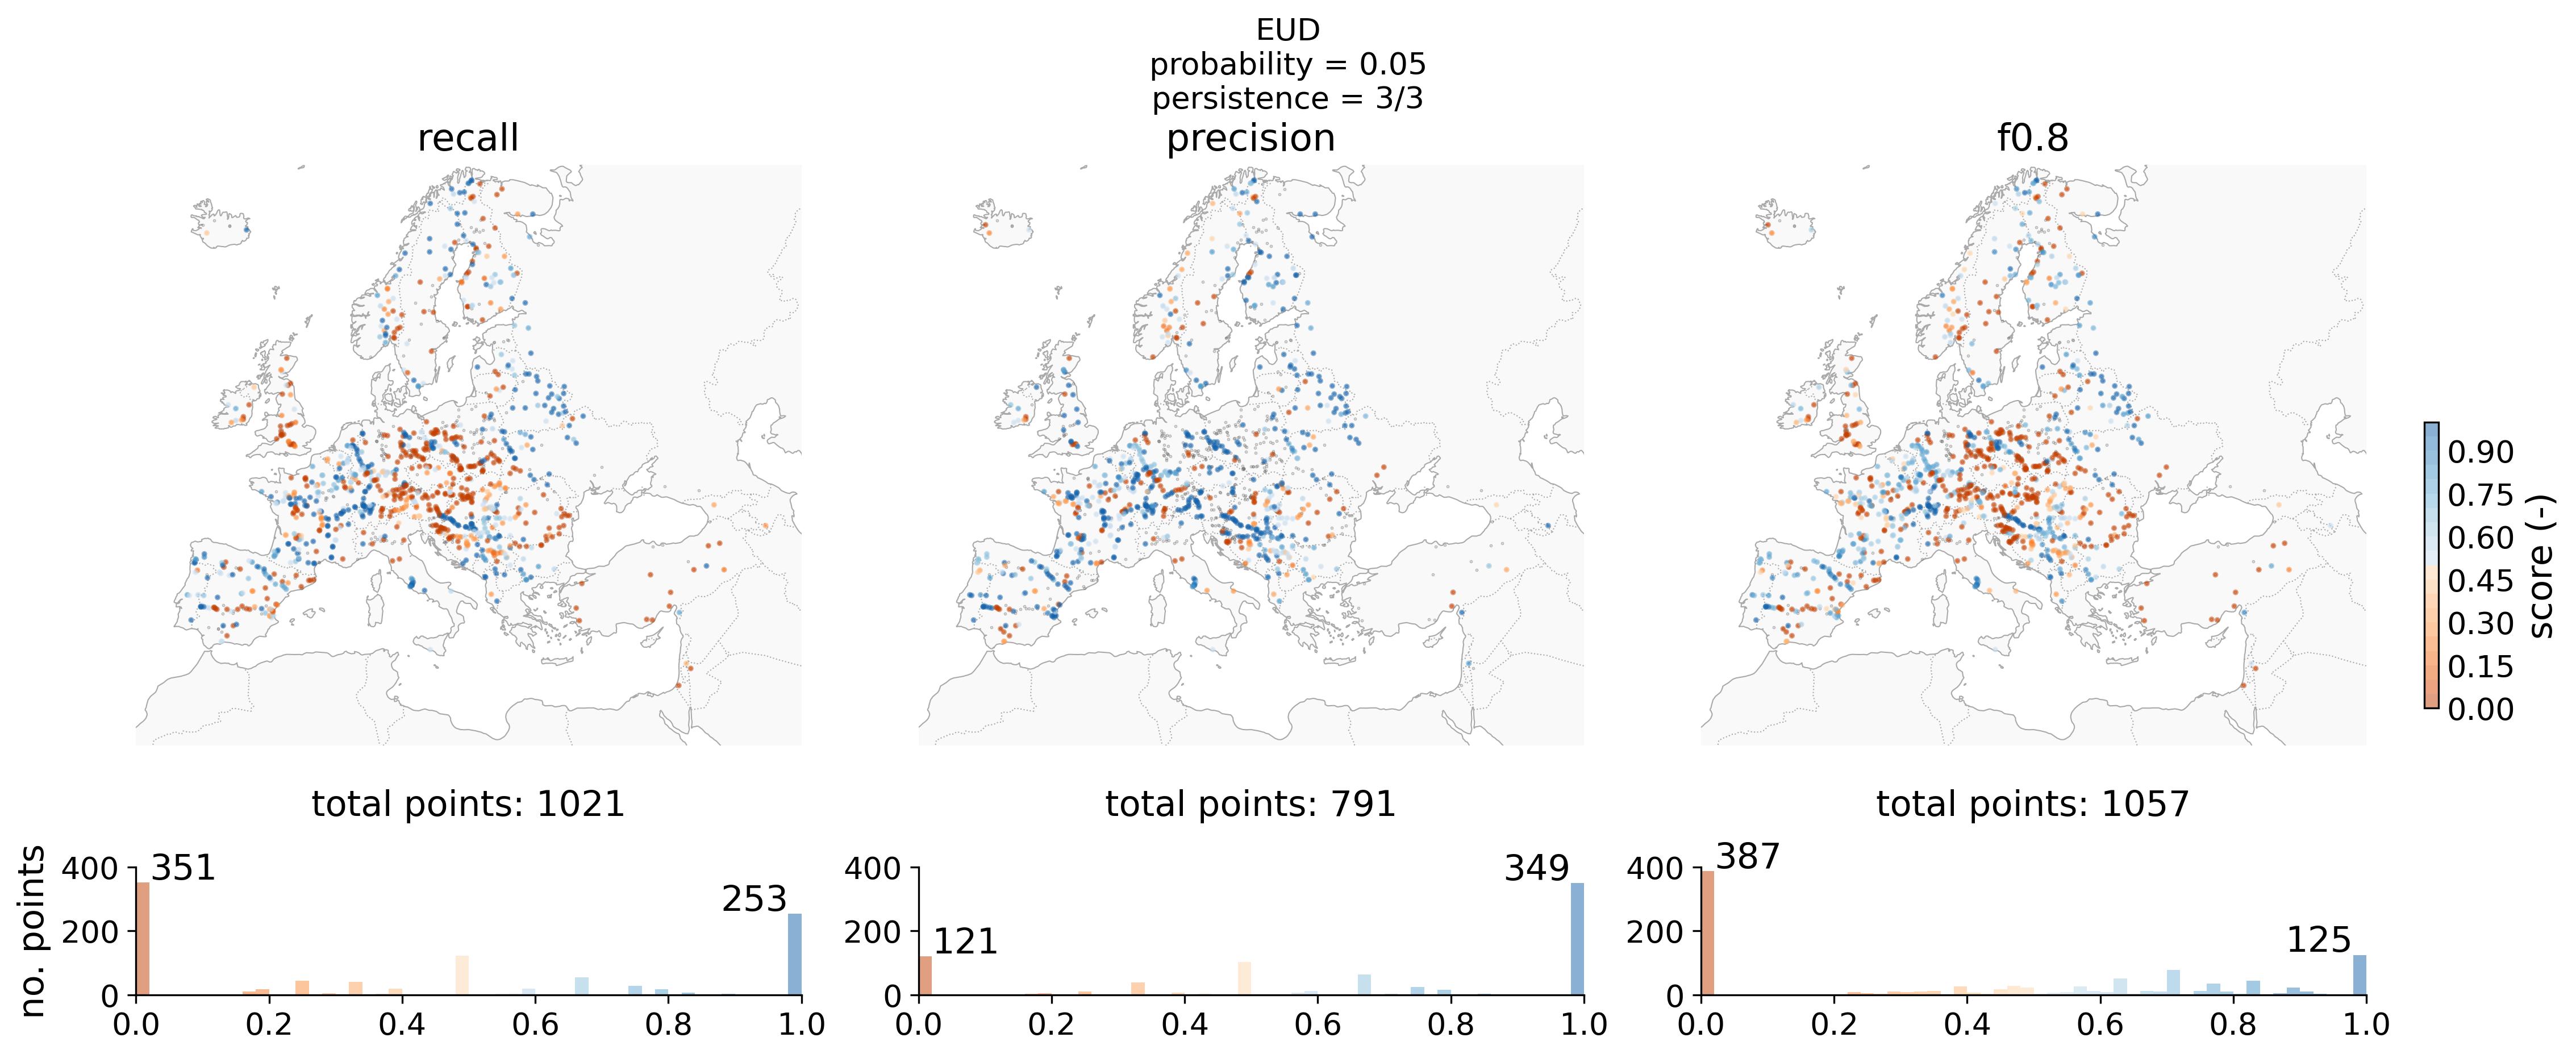 EUD
probability = 0.05
persistence = 3/3
recall
precision
f0.8
0.90
0.75
0.60
0.45
0.30
0.15
0.00
score (-)
total points: 1021
total points: 791
total points: 1057
no. points
400
200
0
351
253
0.0 0.2 0.4 0.6 0.8 1.0
400
200
0
121
349
0.0 0.2 0.4 0.6 0.8 1.0
400
200
0
387
125
0.0 0.2 0.4 0.6 0.8 1.0